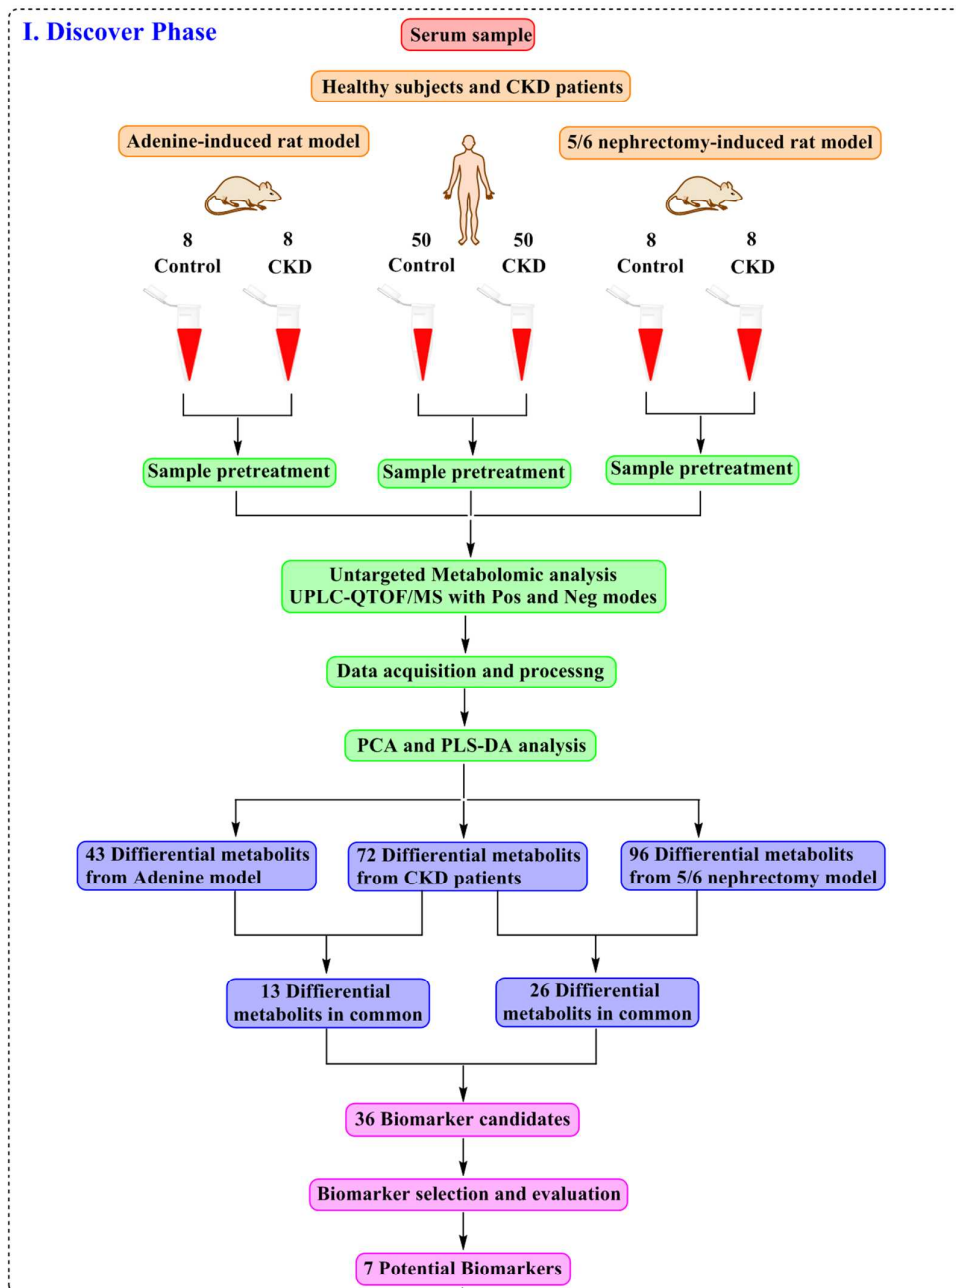 I. Discover Phase
Serum sample
Healthy subjects and CKD patients
Adenine-induced rat model
5/6 nephrectomy-induced rat model
8 8 50 50 8 8
Control CKD Control CKD Control CKD
Sample pretreatment
Sample pretreatment
Sample pretreatment
Untargeted Metabolomic analysis
UPLC-QTOF/MS with Pos and Neg modes
Data acquisition and processng
PCA and PLS-DA analysis
43 Diffierential metabolits
from Adenine model
72 Diffierential metabolits
from CKD patients
96 Diffierential metabolits
from 5/6 nephrectomy model
13 Diffierential
metabolits in common
26 Diffierential
metabolits in common
36 Biomarker candidates
Biomarker selection and evaluation
7 Potential Biomarkers